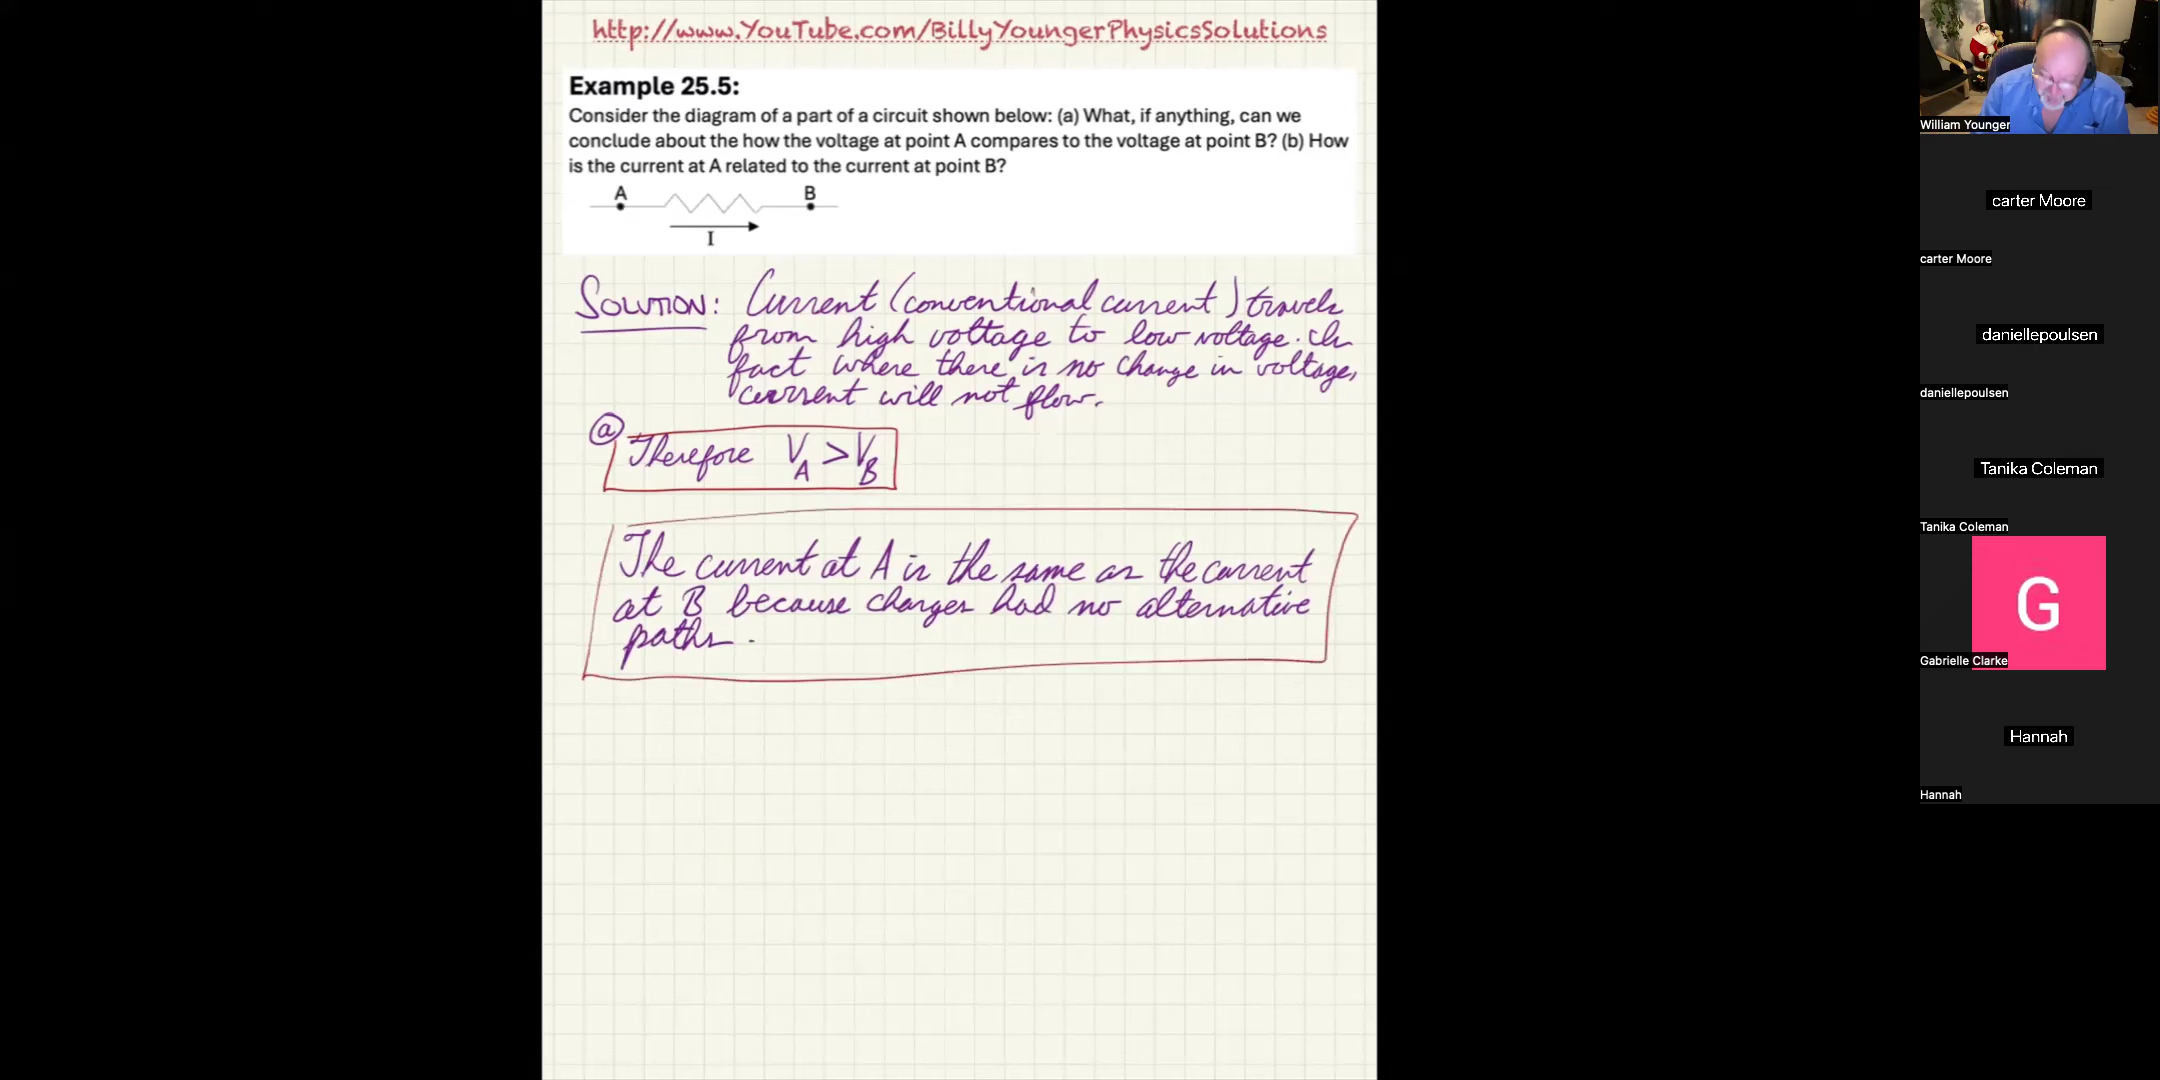 http://www.YouTube.com/BillyYoungerPhysicsSolutions
Example 25.5:
Consider the diagram of a part of a circuit shown below: (a) What, if anything, can we
conclude about the how the voltage at point A compares to the voltage at point B? (b) How
is the current at A related to the current at point B?
A B
I
SOLUTION: Current (conventional current) travels
from high voltage to low voltage. In
fact where there is no change in voltage,
current will not flow.
(a)
Therefore V_A > V_B
The current at A is the same as the current
at B because charges had no alternative
paths.
William Younger
carter Moore
carter Moore
daniellepoulsen
daniellepoulsen
Tanika Coleman
Tanika Coleman
G
Gabrielle Clarke
Hannah
Hannah